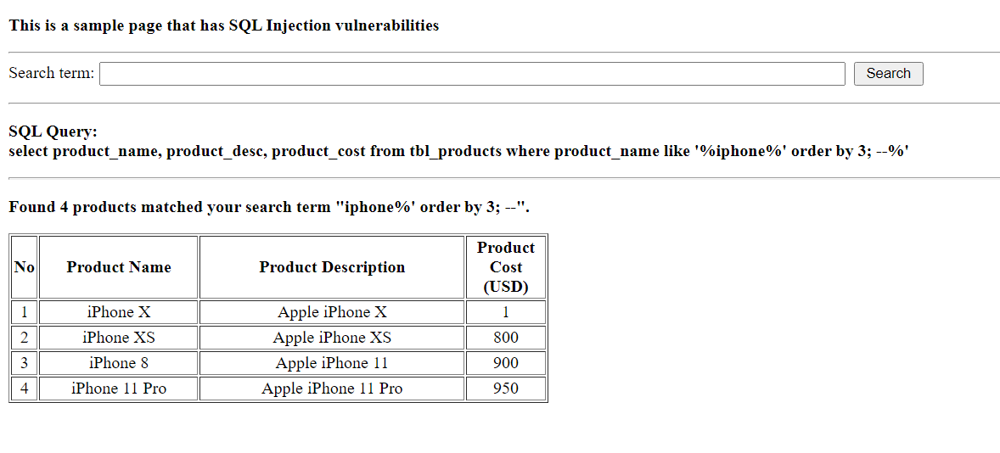 This is a sample page that has SQL Injection vulnerabilities
Search term: Search
SQL Query:
select product_name, product_desc, product_cost from tbl_products where product_name like '%iphone%' order by 3; --%'
Found 4 products matched your search term "iphone%' order by 3; --".
No Product Name Product Description Product Cost (USD)
1 iPhone X Apple iPhone X 1
2 iPhone XS Apple iPhone XS 800
3 iPhone 8 Apple iPhone 11 900
4 iPhone 11 Pro Apple iPhone 11 Pro 950